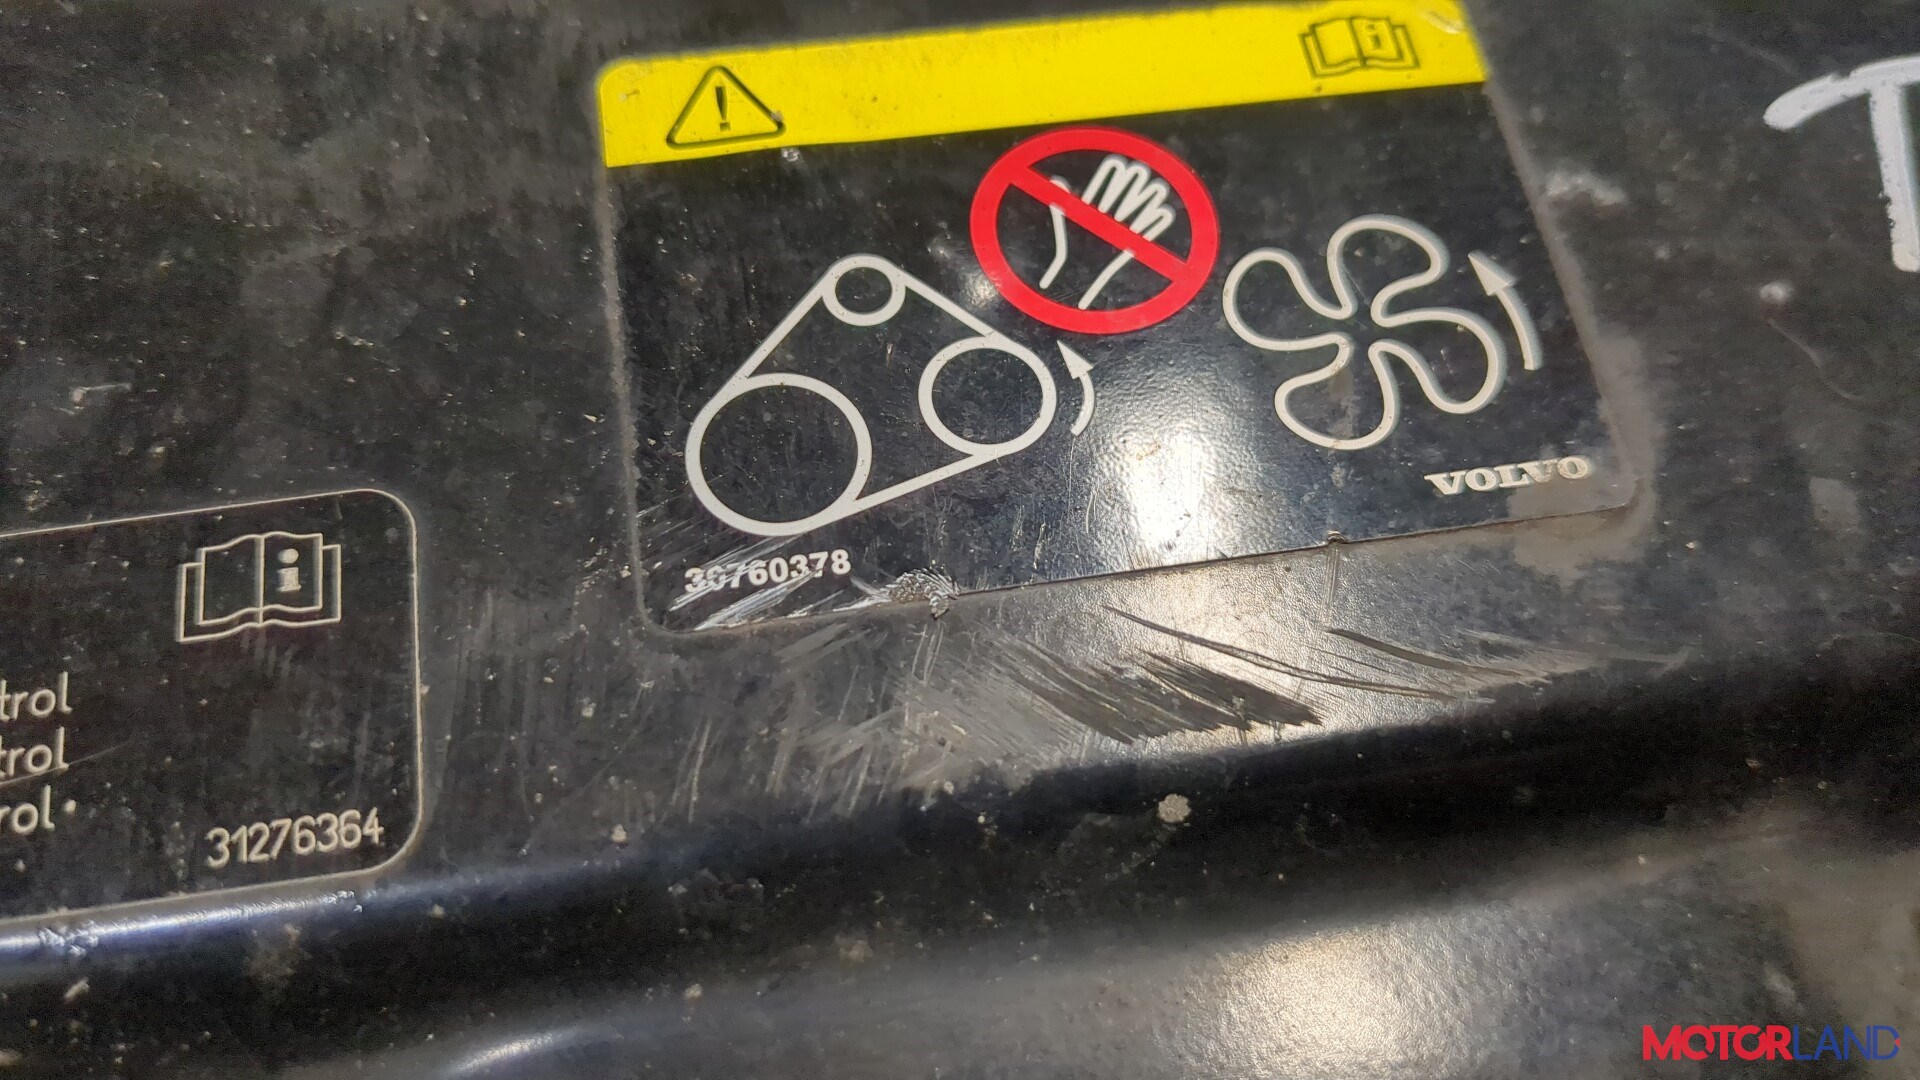 VOLVO
30760378
trol
trol
rol
31276364
T
MOTORLAND